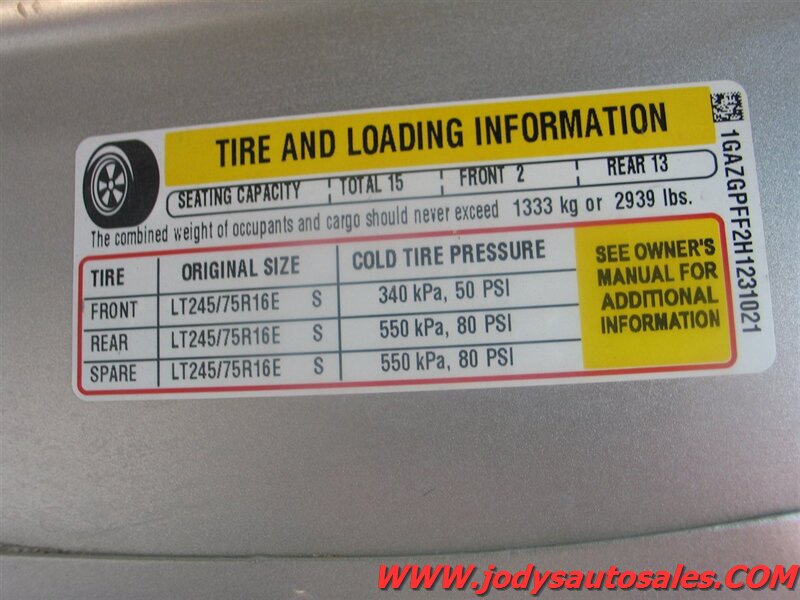 TIRE AND LOADING INFORMATION
SEATING CAPACITY TOTAL 15 FRONT 2 REAR 13
The combined weight of occupants and cargo should never exceed 1333 kg or 2939 lbs.
TIRE ORIGINAL SIZE COLD TIRE PRESSURE
FRONT LT245/75R16E S 340 kPa, 50 PSI
REAR LT245/75R16E S 550 kPa, 80 PSI
SPARE LT245/75R16E S 550 kPa, 80 PSI
SEE OWNER'S
MANUAL FOR
ADDITIONAL
INFORMATION
1GAZGPFF2H1231021
WWW.jodysautosales.COM